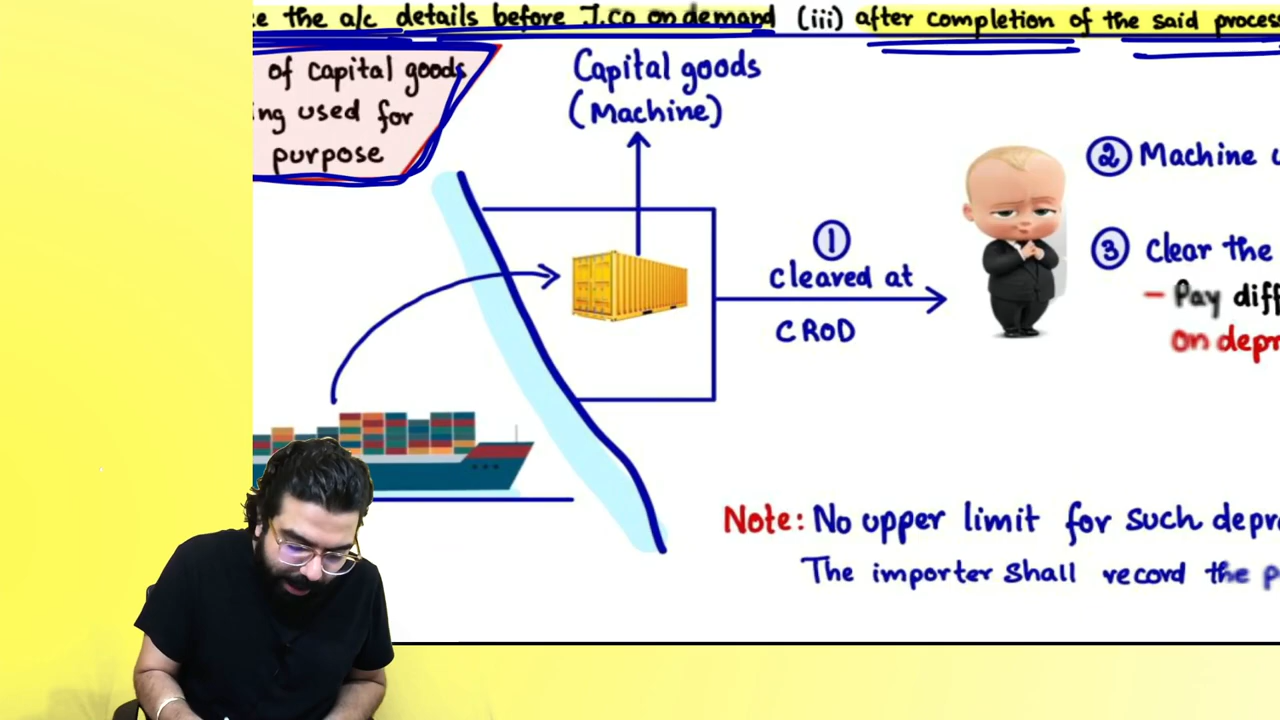 the a/c details before J.co on demand (iii) after completion of the said process
of capital goods
ing used for
purpose
Capital goods
(Machine)
① cleared at
CROD
② Machine
③ Clear the
- Pay diff
on depr
Note: No upper limit for such depre
The importer shall record the p